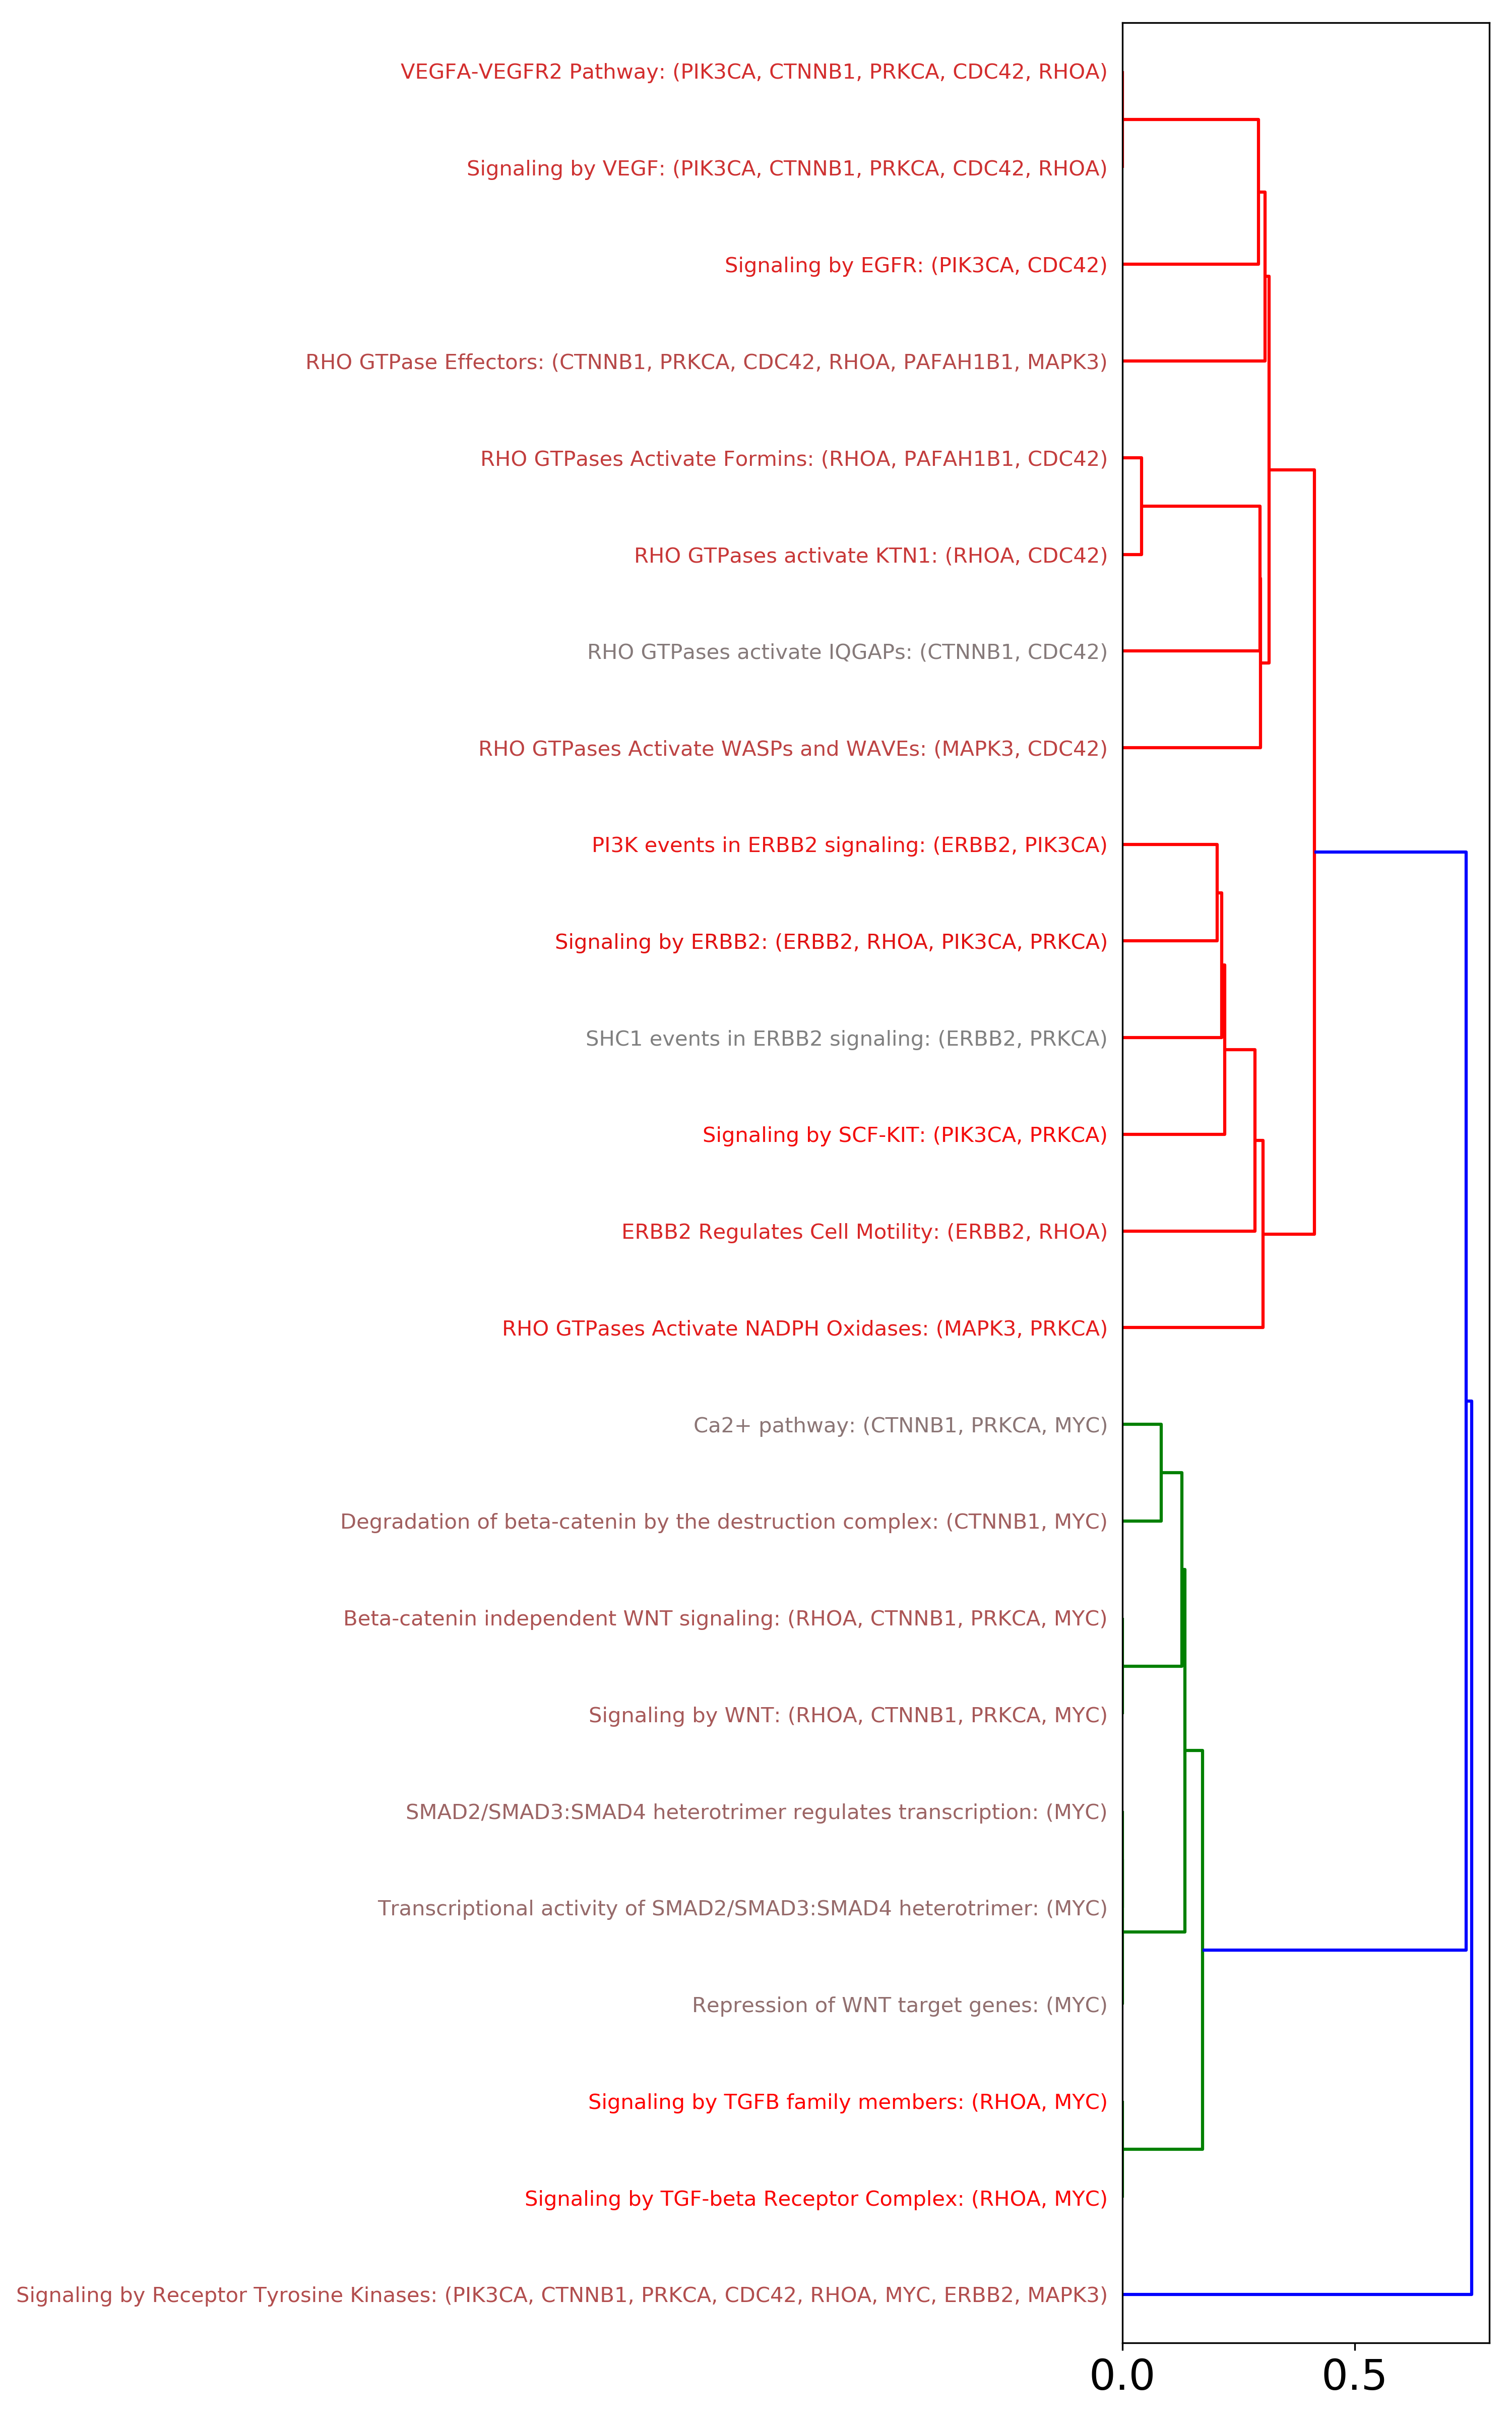 VEGFA-VEGFR2 Pathway: (PIK3CA, CTNNB1, PRKCA, CDC42, RHOA)
Signaling by VEGF: (PIK3CA, CTNNB1, PRKCA, CDC42, RHOA)
Signaling by EGFR: (PIK3CA, CDC42)
RHO GTPase Effectors: (CTNNB1, PRKCA, CDC42, RHOA, PAFAH1B1, MAPK3)
RHO GTPases Activate Formins: (RHOA, PAFAH1B1, CDC42)
RHO GTPases activate KTN1: (RHOA, CDC42)
RHO GTPases activate IQGAPs: (CTNNB1, CDC42)
RHO GTPases Activate WASPs and WAVEs: (MAPK3, CDC42)
PI3K events in ERBB2 signaling: (ERBB2, PIK3CA)
Signaling by ERBB2: (ERBB2, RHOA, PIK3CA, PRKCA)
SHC1 events in ERBB2 signaling: (ERBB2, PRKCA)
Signaling by SCF-KIT: (PIK3CA, PRKCA)
ERBB2 Regulates Cell Motility: (ERBB2, RHOA)
RHO GTPases Activate NADPH Oxidases: (MAPK3, PRKCA)
Ca2+ pathway: (CTNNB1, PRKCA, MYC)
Degradation of beta-catenin by the destruction complex: (CTNNB1, MYC)
Beta-catenin independent WNT signaling: (RHOA, CTNNB1, PRKCA, MYC)
Signaling by WNT: (RHOA, CTNNB1, PRKCA, MYC)
SMAD2/SMAD3:SMAD4 heterotrimer regulates transcription: (MYC)
Transcriptional activity of SMAD2/SMAD3:SMAD4 heterotrimer: (MYC)
Repression of WNT target genes: (MYC)
Signaling by TGFB family members: (RHOA, MYC)
Signaling by TGF-beta Receptor Complex: (RHOA, MYC)
Signaling by Receptor Tyrosine Kinases: (PIK3CA, CTNNB1, PRKCA, CDC42, RHOA, MYC, ERBB2, MAPK3)
0.0 0.5